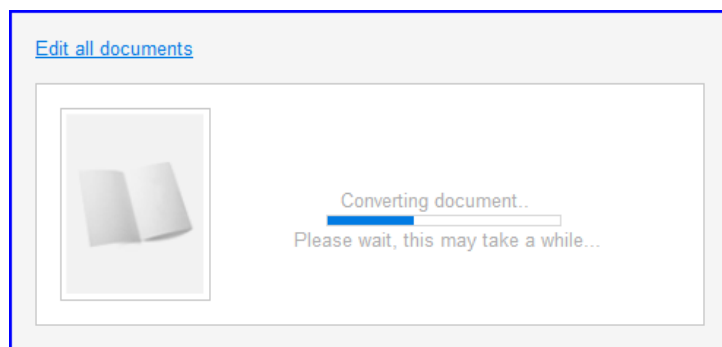 Edit all documents
Converting document..
Please wait, this may take a while...